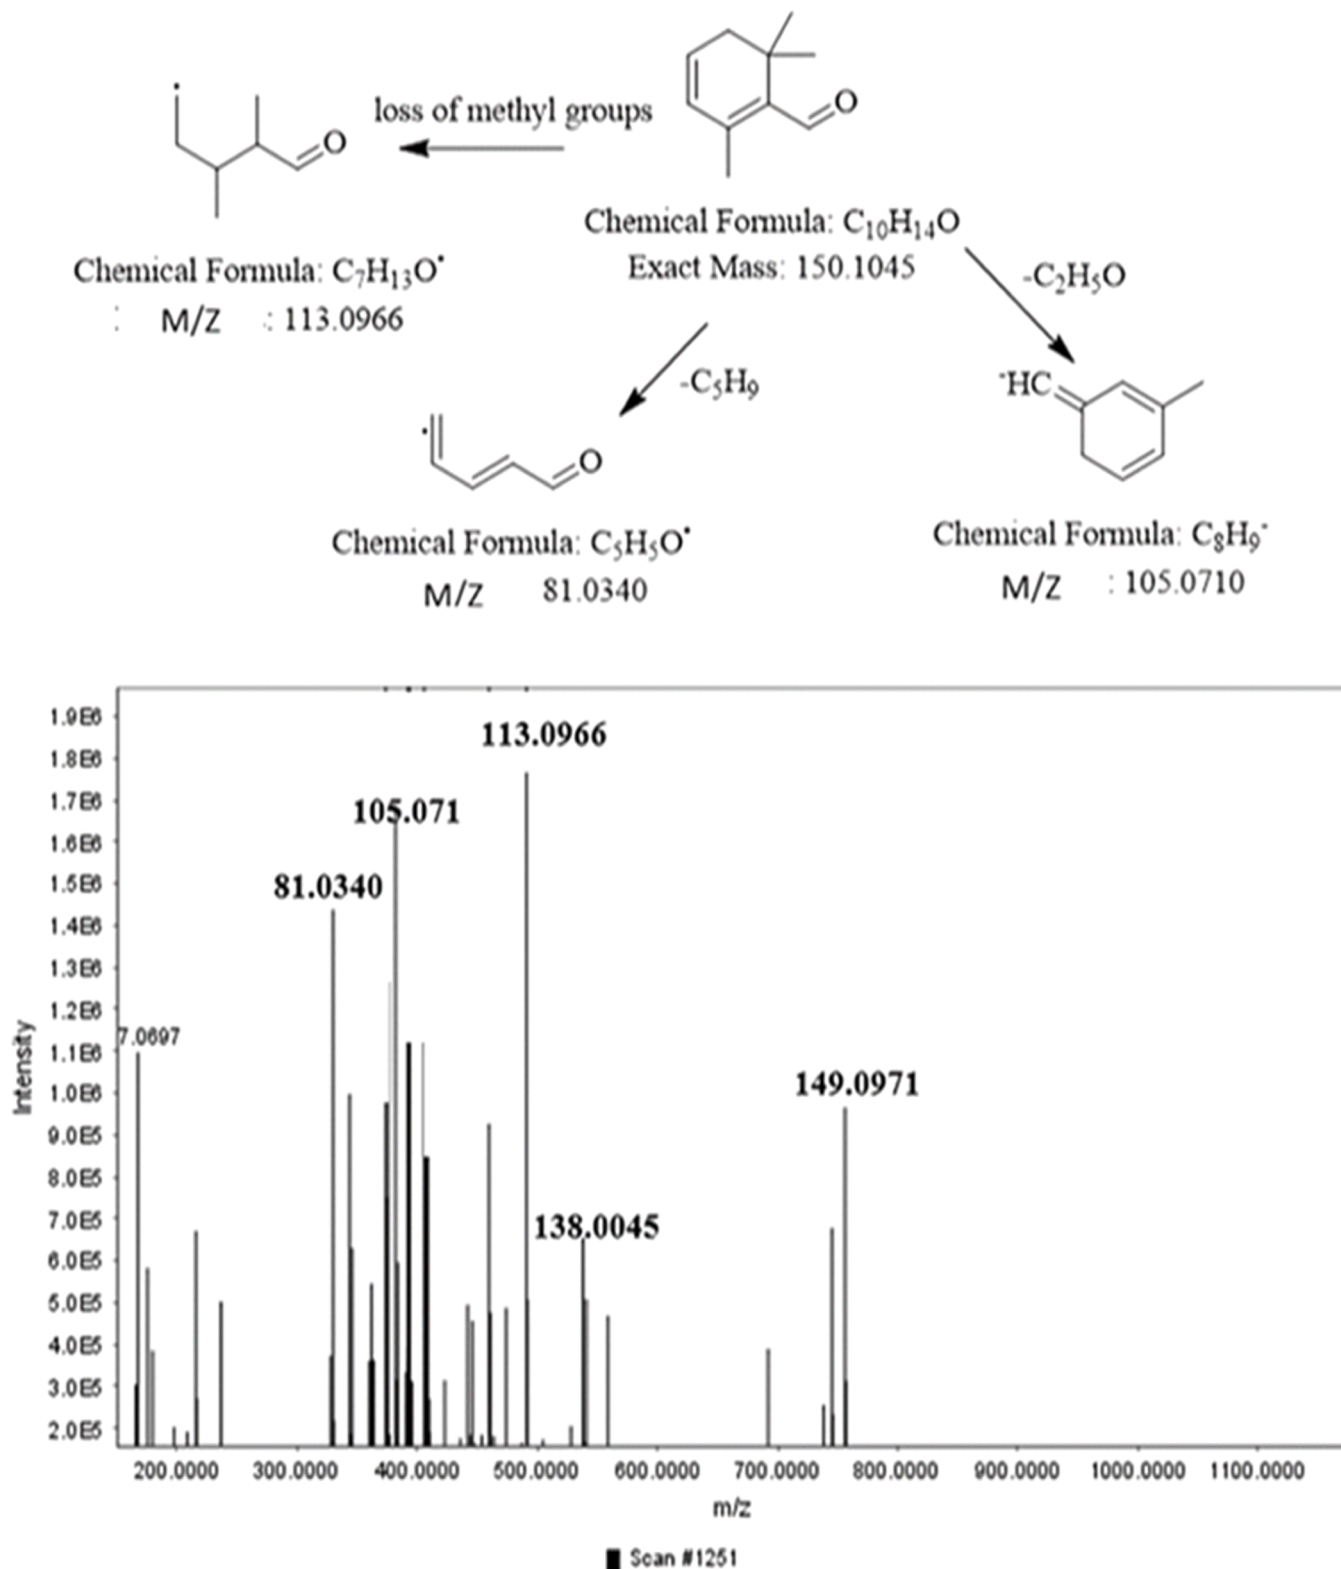 O
loss of methyl groups
O
Chemical Formula: C₁₀H₁₄O
Exact Mass: 150.1045
Chemical Formula: C₇H₁₃O•
: M/Z : 113.0966
-C₂H₅O
-C₅H₉
-HC
O
Chemical Formula: C₅H₅O•
M/Z 81.0340
Chemical Formula: C₈H₉-
M/Z : 105.0710
1.9E6
1.8E6
1.7E6
1.6E6
1.5E6
1.4E6
1.3E6
1.2E6
1.1E6
1.0E6
9.0E5
8.0E5
7.0E5
6.0E5
5.0E5
4.0E5
3.0E5
2.0E5
Intensity
113.0966
105.071
81.0340
7.0697
149.0971
138.0045
200.0000 300.0000 400.0000 500.0000 600.0000 700.0000 800.0000 900.0000 1000.0000 1100.0000
m/z
Scan #1251